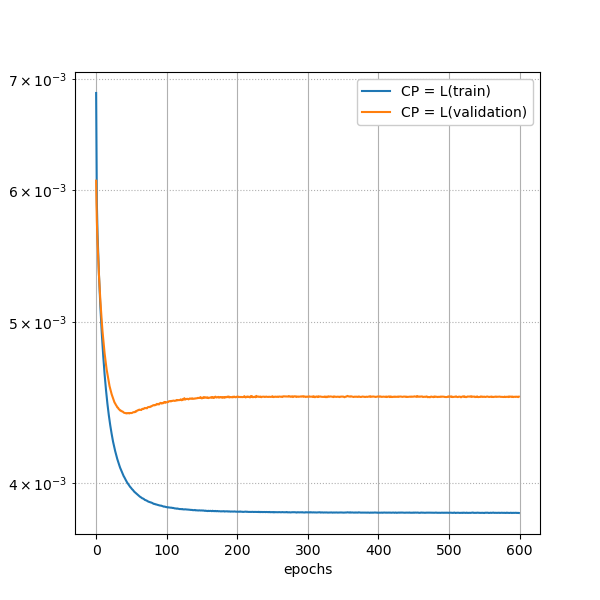 7 × 10⁻³
6 × 10⁻³
5 × 10⁻³
4 × 10⁻³
CP = L(train)
CP = L(validation)
0 100 200 300 400 500 600
epochs